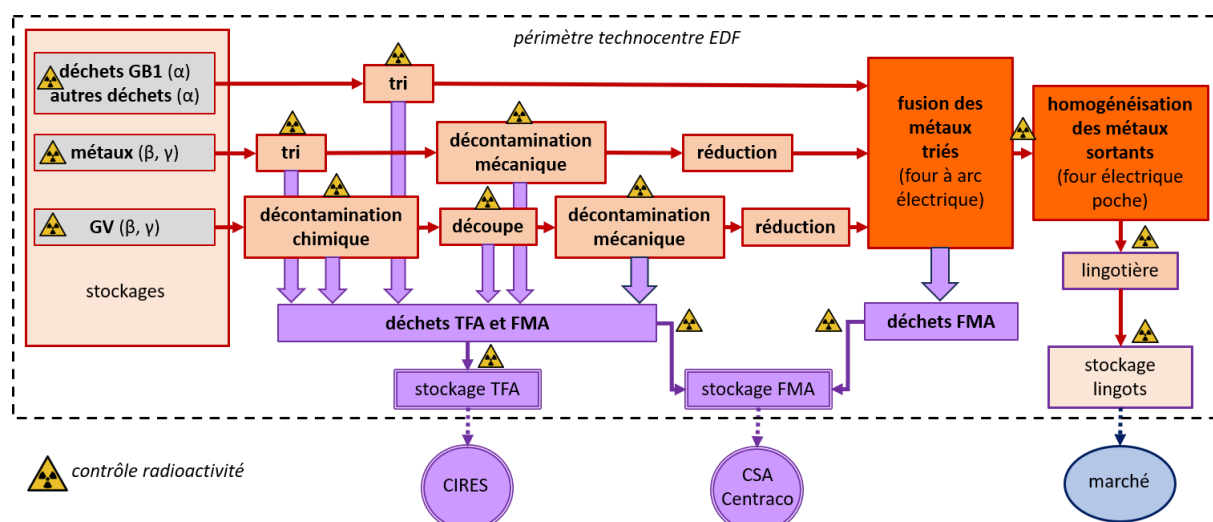 périmètre technocentre EDF
déchets GB1 (α)
autres déchets (α)
tri
fusion des
métaux
triés
(four à arc
électrique)
homogénéisation
des métaux
sortants
(four électrique
poche)
métaux (β, γ)
tri
décontamination
mécanique
réduction
GV (β, γ)
décontamination
chimique
découpe
décontamination
mécanique
réduction
stockages
lingotière
déchets TFA et FMA
déchets FMA
stockage TFA
stockage FMA
stockage
lingots
contrôle radioactivité
CIRES
CSA
Centraco
marché